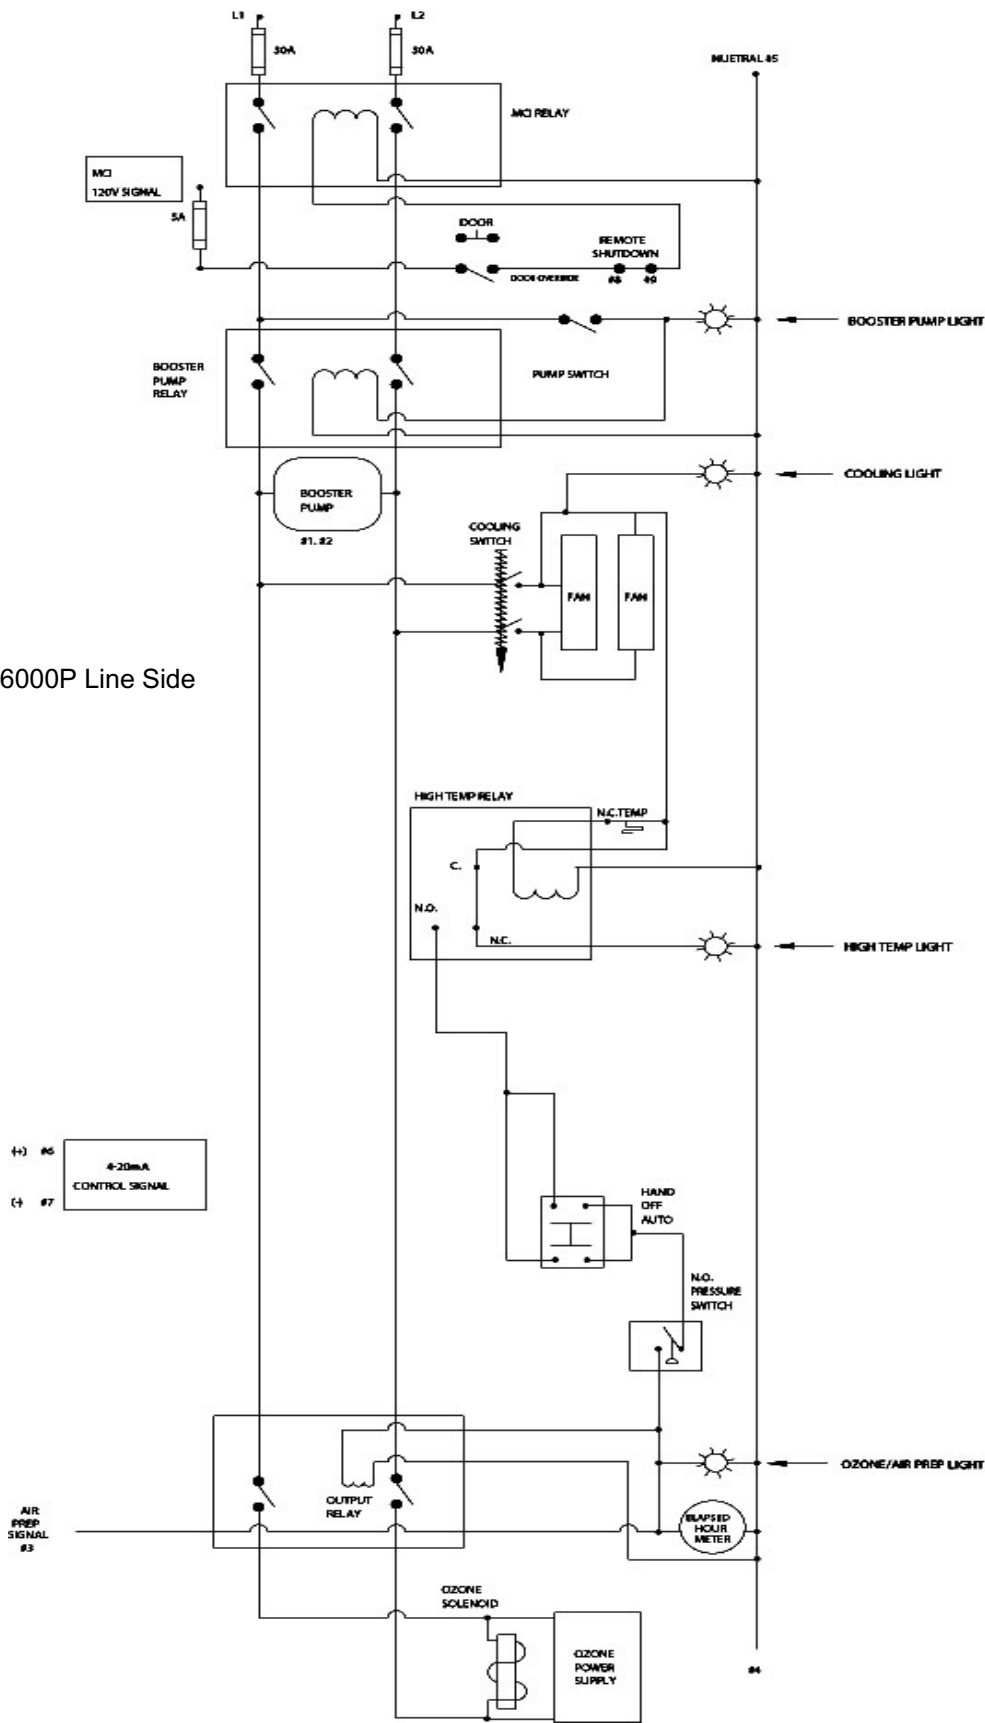 L1
L2
30A
30A
NUETRAL #5
MCI RELAY
MCI
120V SIGNAL
5A
DOOR
REMOTE
SHUTDOWN
DOOR OVERRIDE
#8
#9
BOOSTER PUMP LIGHT
BOOSTER
PUMP
RELAY
PUMP SWITCH
COOLING LIGHT
BOOSTER
PUMP
#1, #2
COOLING
SWITCH
FAN
FAN
6000P Line Side
HIGH TEMP RELAY
N.C. TEMP
C.
N.O.
N.C.
HIGH TEMP LIGHT
(+) #6
4-20mA
CONTROL SIGNAL
(-) #7
HAND
OFF
AUTO
N.O.
PRESSURE
SWITCH
OZONE/AIR PREP LIGHT
OUTPUT
RELAY
AIR
PREP
SIGNAL
#3
ELAPSED
HOUR
METER
OZONE
SOLENOID
OZONE
POWER
SUPPLY
#4